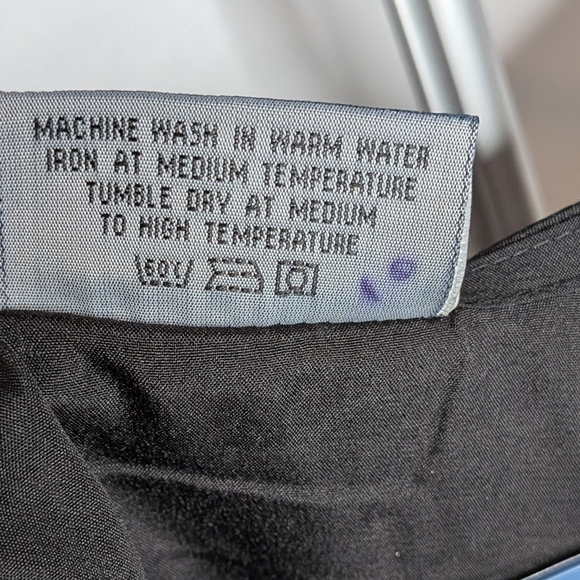 MACHINE WASH IN WARM WATER
IRON AT MEDIUM TEMPERATURE
TUMBLE DRY AT MEDIUM
TO HIGH TEMPERATURE
60